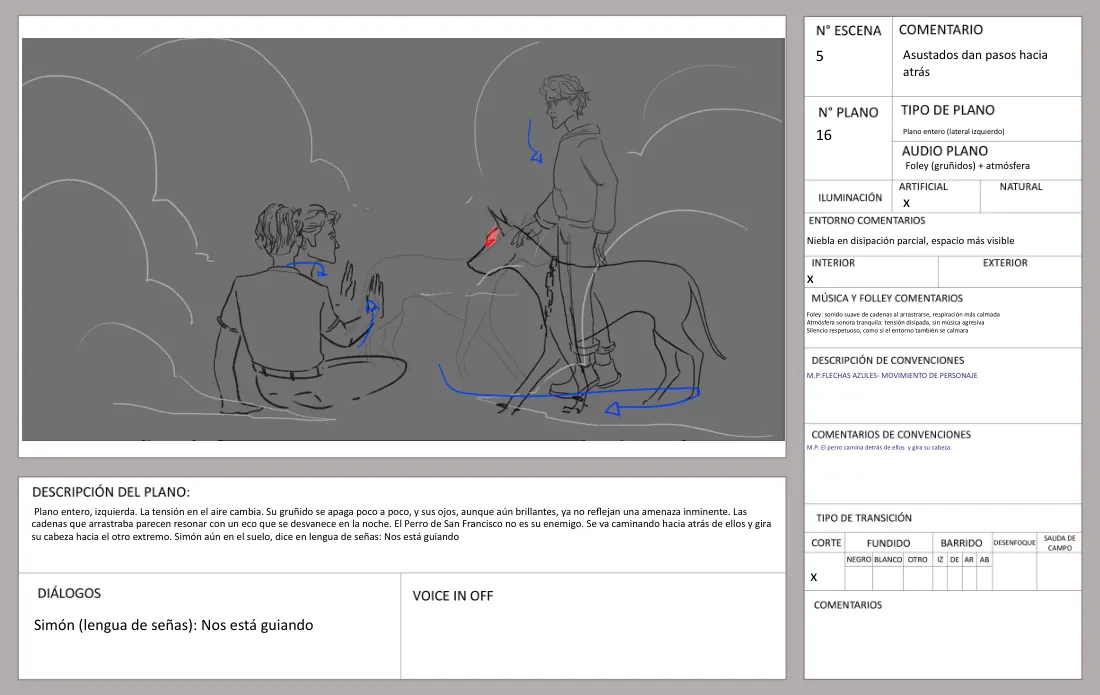 N° ESCENA
5
COMENTARIO
Asustados dan pasos hacia
atrás
N° PLANO
16
TIPO DE PLANO
Plano entero (lateral izquierdo)
AUDIO PLANO
Foley (gruñidos) + atmósfera
ILUMINACIÓN
ARTIFICIAL
x
NATURAL
ENTORNO COMENTARIOS
Niebla en disipación parcial, espacio más visible
INTERIOR
x
EXTERIOR
MÚSICA Y FOLLEY COMENTARIOS
Foley: sonido suave de cadenas al arrastrarse, respiración más calmada
Atmósfera sonora tranquila: tensión disipada, sin música agresiva
Silencio respetuoso, como si el entorno también se calmara
DESCRIPCIÓN DE CONVENCIONES
M.P:FLECHAS AZULES- MOVIMIENTO DE PERSONAJE
COMENTARIOS DE CONVENCIONES
M.P: El perro camina detrás de ellos y gira su cabeza.
TIPO DE TRANSICIÓN
CORTE FUNDIDO BARRIDO DESENFOQUE SALIDA DE
CAMPO
NEGRO BLANCO OTRO IZ DE AR AB
x
COMENTARIOS
DESCRIPCIÓN DEL PLANO:
Plano entero, izquierda. La tensión en el aire cambia. Su gruñido se apaga poco a poco, y sus ojos, aunque aún brillantes, ya no reflejan una amenaza inminente. Las
cadenas que arrastraba parecen resonar con un eco que se desvanece en la noche. El Perro de San Francisco no es su enemigo. Se va caminando hacia atrás de ellos y gira
su cabeza hacia el otro extremo. Simón aún en el suelo, dice en lengua de señas: Nos está guiando
DIÁLOGOS
Simón (lengua de señas): Nos está guiando
VOICE IN OFF